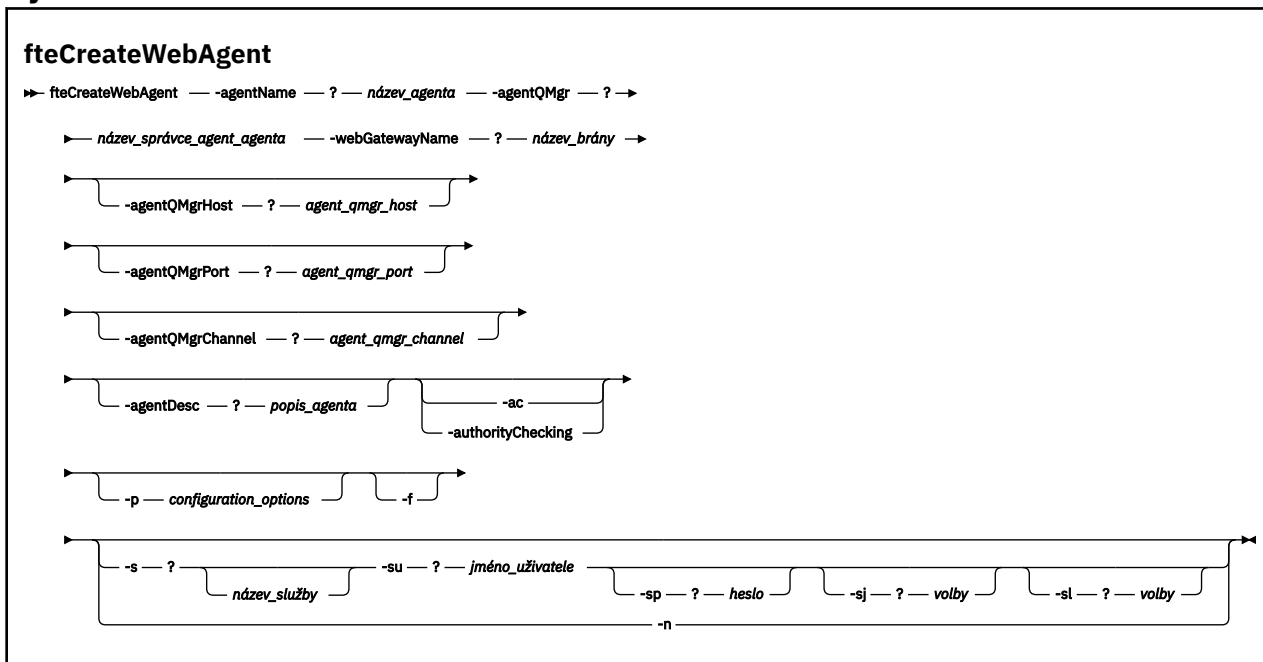 fteCreateWebAgent
fteCreateWebAgent -agentName ? název_agenta -agentQMgr ?
název_správce_agent_agenta -webGatewayName ? název_brány
-agentQMgrHost ? agent_qmgr_host
-agentQMgrPort ? agent_qmgr_port
-agentQMgrChannel ? agent_qmgr_channel
-agentDesc ? popis_agenta -ac
-authorityChecking
-p configuration_options -f
-s ? název_služby -su ? jméno_uživatele -sp ? heslo -sj ? volby -sl ? volby
-n